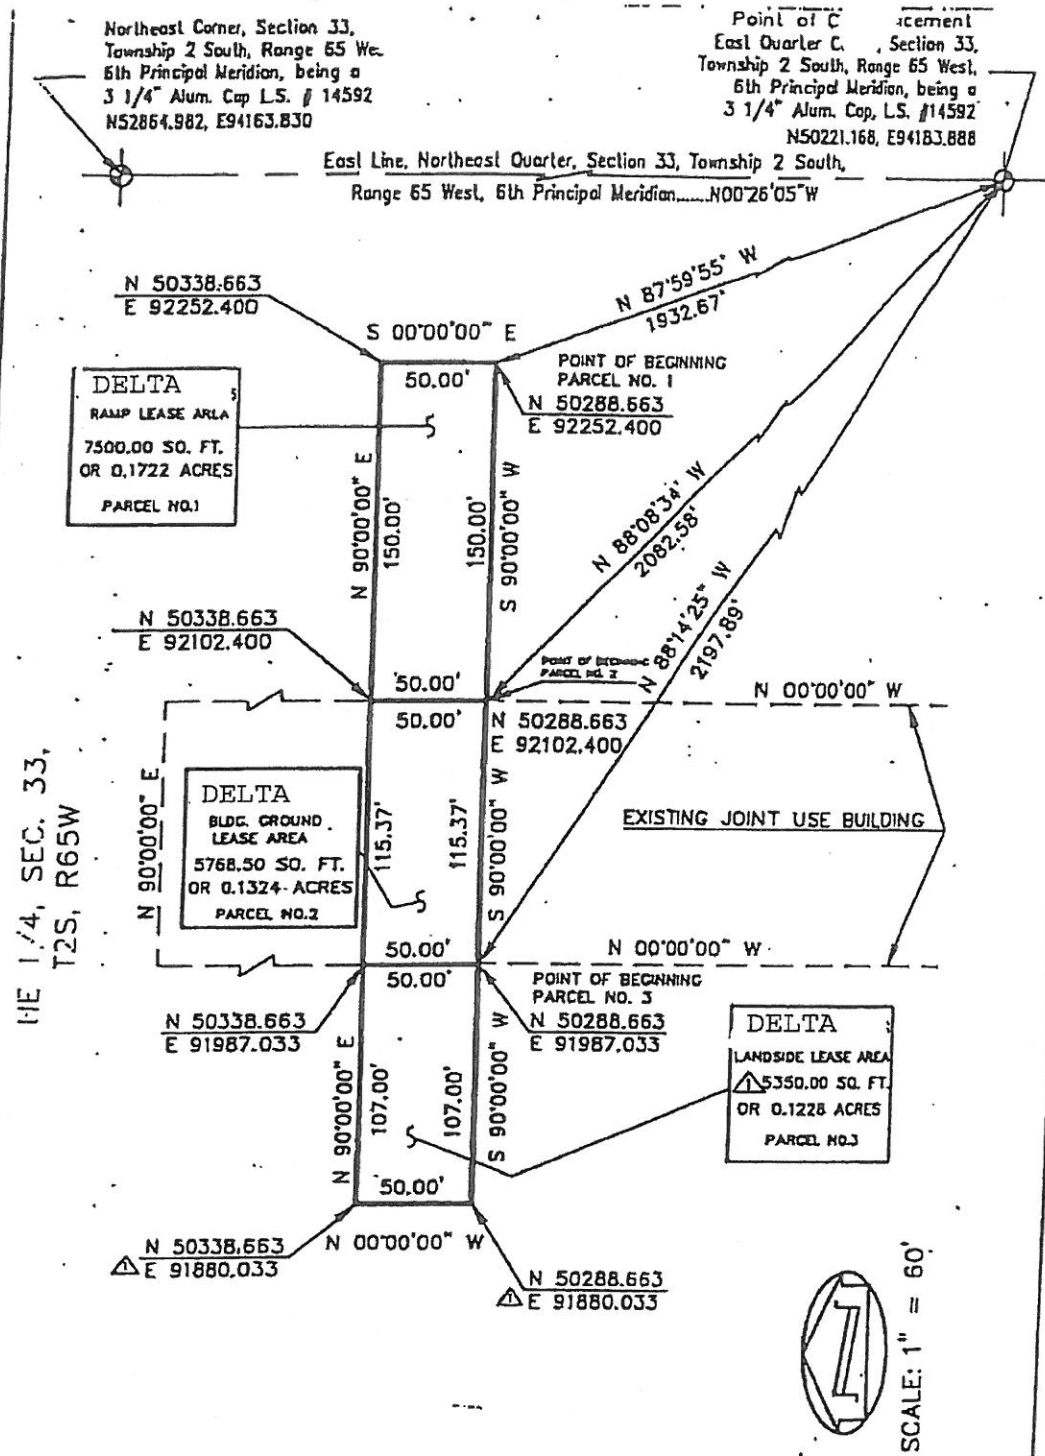 Northeast Corner, Section 33,
Township 2 South, Range 65 We
6th Principal Meridian, being a
3 1/4" Alum. Cap L.S. # 14592
N52864.982, E94163.830
Point of C
East Quarter C. , Section 33,
Township 2 South, Range 65 West,
6th Principal Meridian, being a
3 1/4" Alum. Cap, L.S. #14592
N50221.168, E94183.888
East Line, Northeast Quarter, Section 33, Township 2 South,
Range 65 West, 6th Principal Meridian......N00°26'05"W
N 50338.663
E 92252.400
S 00°00'00" E
50.00'
N 87°59'55" W
1932.67'
POINT OF BEGINNING
PARCEL NO. 1
N 50288.663
E 92252.400
DELTA
RAMP LEASE AREA
7500.00 SQ. FT.
OR 0.1722 ACRES
PARCEL NO.1
N 90°00'00" E
150.00'
150.00'
S 90°00'00" W
N 88°08'34" W
2082.58'
N 88°14'25" W
2197.89'
N 50338.663
E 92102.400
50.00'
50.00'
POINT OF BEGINNING
PARCEL NO. 2
N 50288.663
E 92102.400
N 00°00'00" W
NE 1/4, SEC. 33,
T2S, R65W
N 90°00'00" E
DELTA
BLDG. GROUND
LEASE AREA
5768.50 SQ. FT.
OR 0.1324 ACRES
PARCEL NO.2
115.37'
115.37'
S 90°00'00" W
EXISTING JOINT USE BUILDING
50.00'
50.00'
N 00°00'00" W
POINT OF BEGINNING
PARCEL NO. 3
N 50338.663
E 91987.033
N 50288.663
E 91987.033
DELTA
LANDSIDE LEASE AREA
1 5350.00 SQ. FT.
OR 0.1228 ACRES
PARCEL NO.3
N 90°00'00" E
107.00'
107.00'
S 90°00'00" W
50.00'
N 00°00'00" W
N 50338.663
1 E 91880.033
N 50288.663
1 E 91880.033
N
SCALE: 1" = 60'